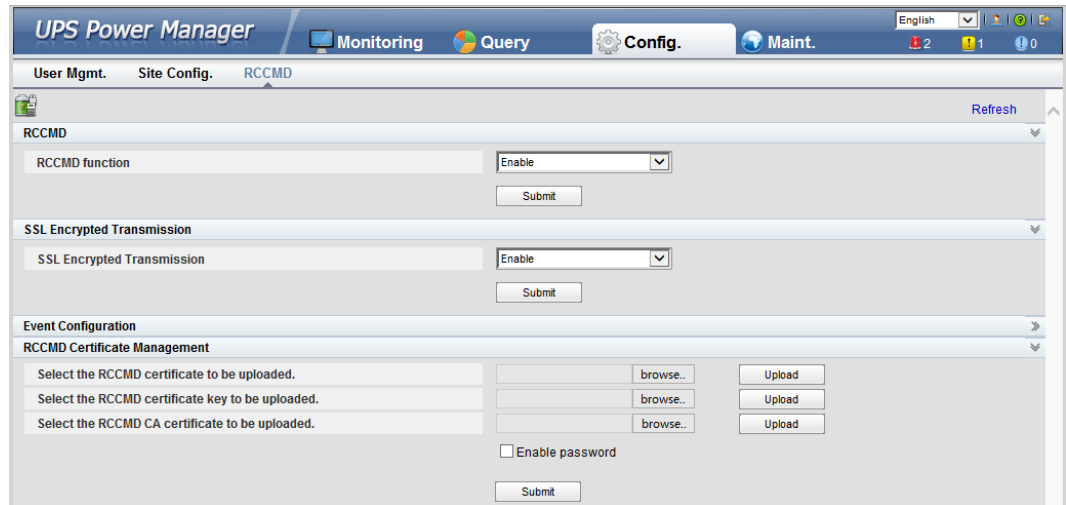 UPS Power Manager
English
Monitoring Query Config. Maint.
2 1 0
User Mgmt. Site Config. RCCMD
Refresh
RCCMD
RCCMD function Enable
Submit
SSL Encrypted Transmission
SSL Encrypted Transmission Enable
Submit
Event Configuration
RCCMD Certificate Management
Select the RCCMD certificate to be uploaded. browse.. Upload
Select the RCCMD certificate key to be uploaded. browse.. Upload
Select the RCCMD CA certificate to be uploaded. browse.. Upload
Enable password
Submit